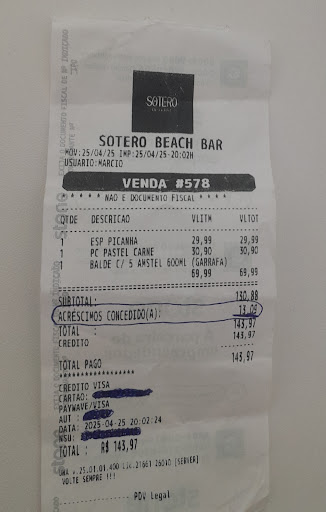 SOTERO
SOTERO BEACH BAR
MOV:25/04/25 IMP:25/04/25-20:02H
USUARIO:MARCIO
VENDA #578
* * * * NAO E DOCUMENTO FISCAL * * * *
QTDE DESCRICAO VLITM VLTOT
1 ESP PICANHA 29,99 29,99
1 PC PASTEL CARNE 30,90 30,90
1 BALDE C/ 5 AMSTEL 600ML (GARRAFA)
69,99 69,99
SUBTOTAL: 130,88
ACRÉSCIMOS CONCEDIDO(A): 13,09
TOTAL : 143,97
CREDITO 143,97
TOTAL PAGO 143,97
******************
CREDITO VISA
CARTAO:
PAYWAVE/VISA
AUT :
DATA: 2025-04-25 20:02:24
NSU:
TOTAL : R$ 143,97
VOLTE SEMPRE !!!
PDV Legal